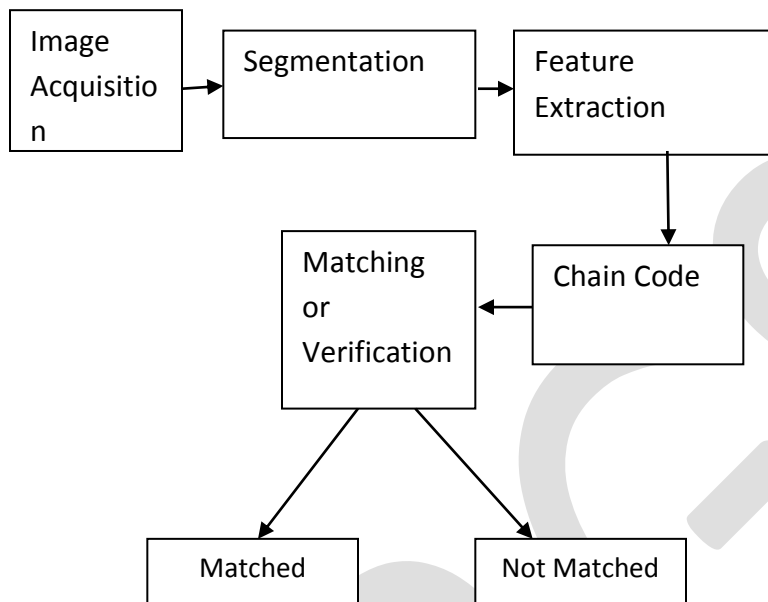 Image
Acquisitio
n
Segmentation
Feature
Extraction
Chain Code
Matching
or
Verification
Matched
Not Matched